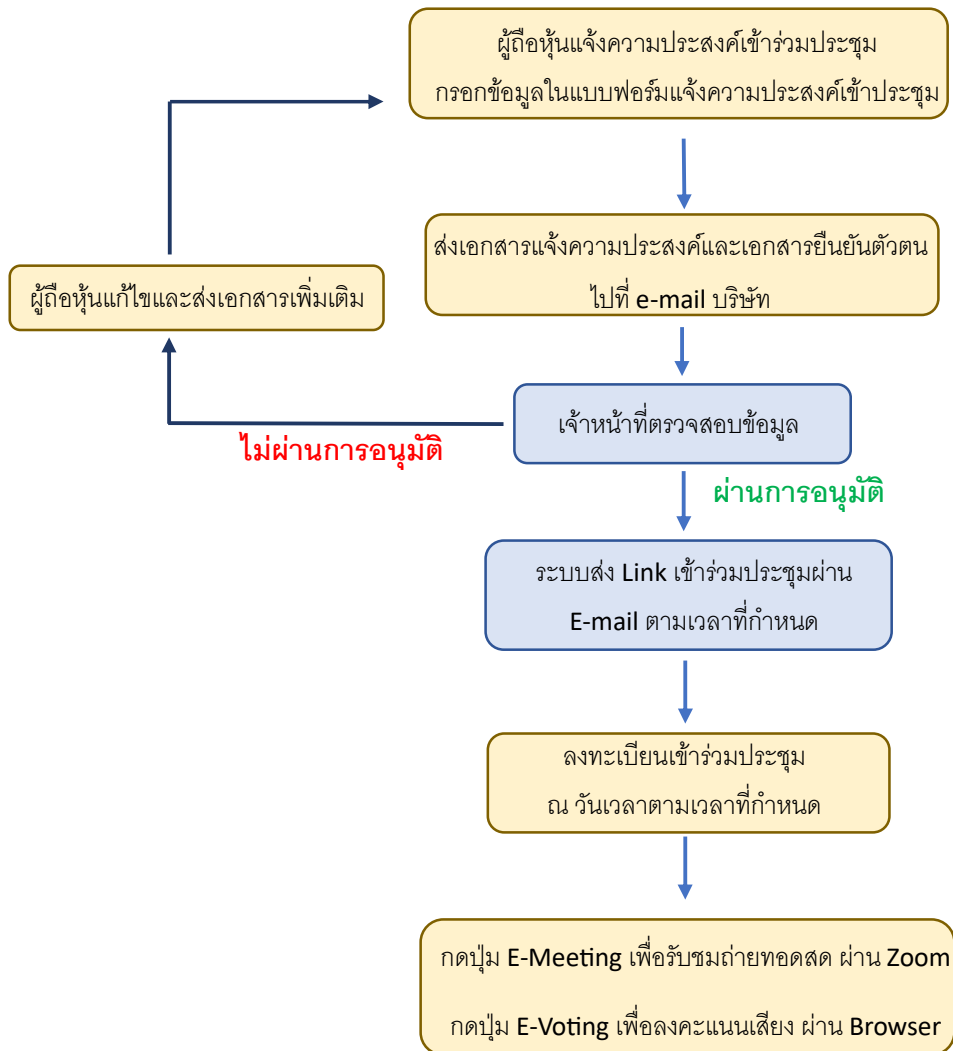 ผู้ถือหุ้นแจ้งความประสงค์เข้าร่วมประชุม
กรอกข้อมูลในแบบฟอร์มแจ้งความประสงค์เข้าประชุม
ส่งเอกสารแจ้งความประสงค์และเอกสารยืนยันตัวตน
ไปที่ e-mail บริษัท
ผู้ถือหุ้นแก้ไขและส่งเอกสารเพิ่มเติม
เจ้าหน้าที่ตรวจสอบข้อมูล
ไม่ผ่านการอนุมัติ
ผ่านการอนุมัติ
ระบบส่ง Link เข้าร่วมประชุมผ่าน
E-mail ตามเวลาที่กำหนด
ลงทะเบียนเข้าร่วมประชุม
ณ วันเวลาตามเวลาที่กำหนด
กดปุ่ม E-Meeting เพื่อรับชมถ่ายทอดสด ผ่าน Zoom
กดปุ่ม E-Voting เพื่อลงคะแนนเสียง ผ่าน Browser